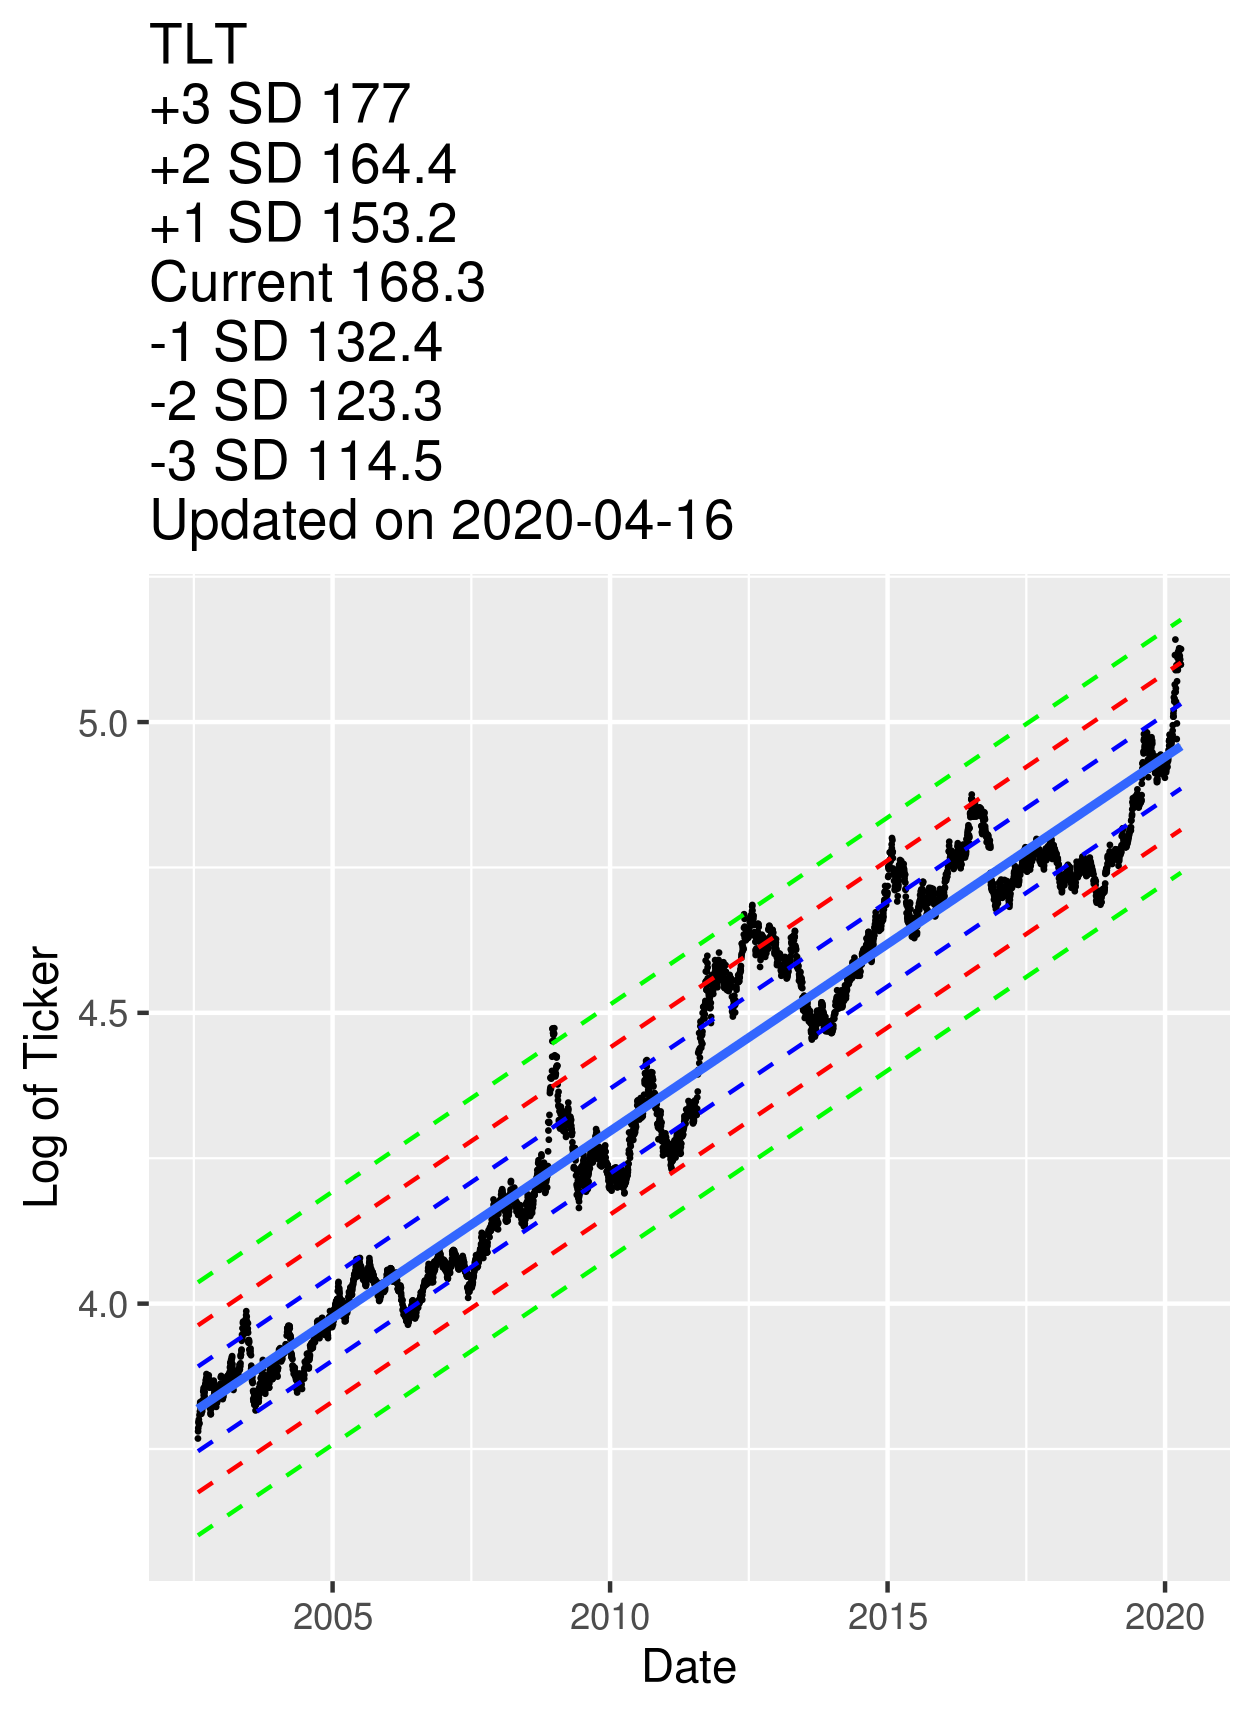 TLT
+3 SD 177
+2 SD 164.4
+1 SD 153.2
Current 168.3
-1 SD 132.4
-2 SD 123.3
-3 SD 114.5
Updated on 2020-04-16
5.0
4.5
4.0
Log of Ticker
2005 2010 2015 2020
Date